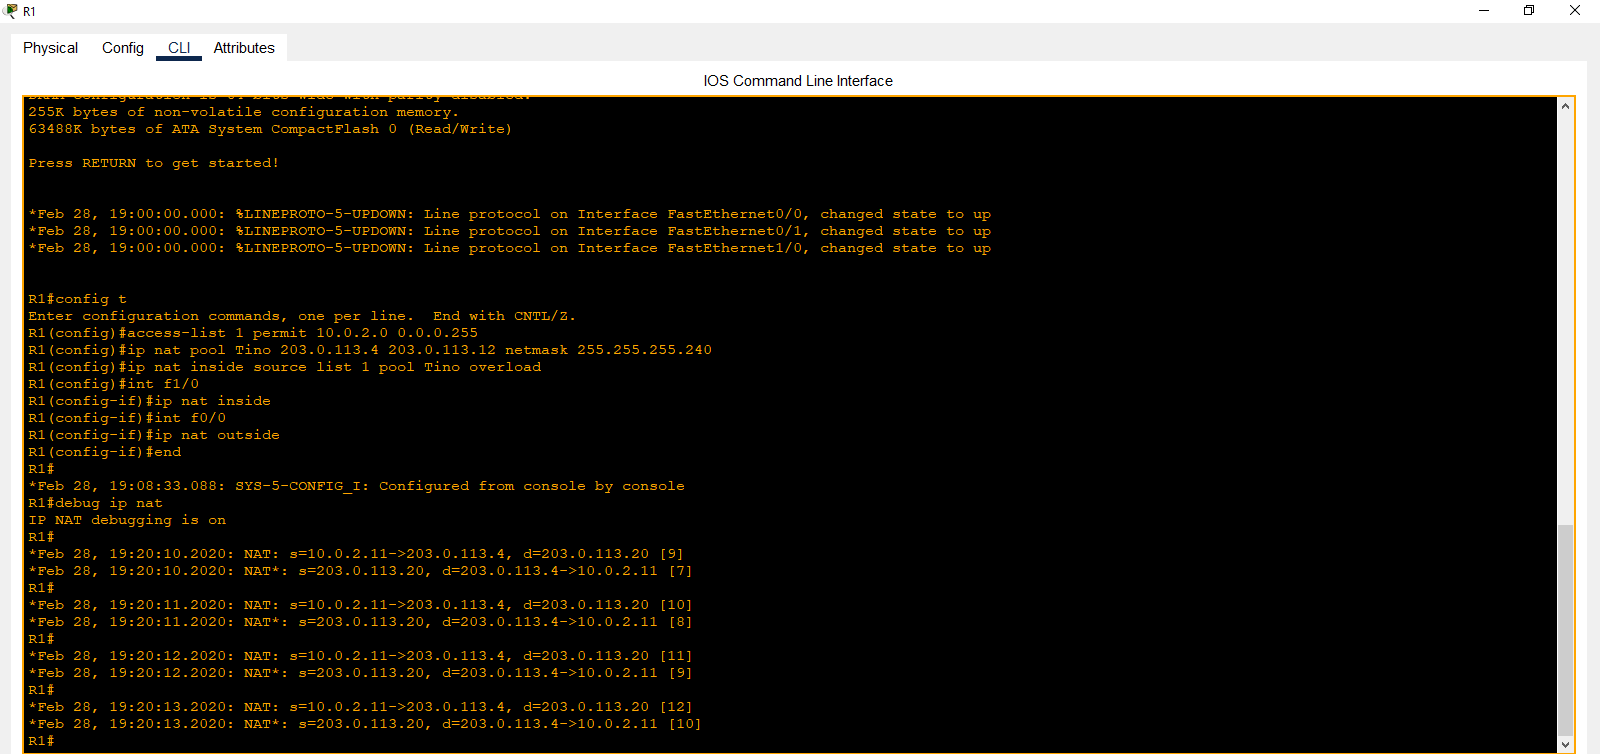 R1
Physical Config CLI Attributes
IOS Command Line Interface
255K bytes of non-volatile configuration memory.
63488K bytes of ATA System CompactFlash 0 (Read/Write)
Press RETURN to get started!
*Feb 28, 19:00:00.000: %LINEPROTO-5-UPDOWN: Line protocol on Interface FastEthernet0/0, changed state to up
*Feb 28, 19:00:00.000: %LINEPROTO-5-UPDOWN: Line protocol on Interface FastEthernet0/1, changed state to up
*Feb 28, 19:00:00.000: %LINEPROTO-5-UPDOWN: Line protocol on Interface FastEthernet1/0, changed state to up
R1#config t
Enter configuration commands, one per line.  End with CNTL/Z.
R1(config)#access-list 1 permit 10.0.2.0 0.0.0.255
R1(config)#ip nat pool Tino 203.0.113.4 203.0.113.12 netmask 255.255.255.240
R1(config)#ip nat inside source list 1 pool Tino overload
R1(config)#int f1/0
R1(config-if)#ip nat inside
R1(config-if)#int f0/0
R1(config-if)#ip nat outside
R1(config-if)#end
R1#
*Feb 28, 19:08:33.088: SYS-5-CONFIG_I: Configured from console by console
R1#debug ip nat
IP NAT debugging is on
R1#
*Feb 28, 19:20:10.2020: NAT: s=10.0.2.11->203.0.113.4, d=203.0.113.20 [9]
*Feb 28, 19:20:10.2020: NAT*: s=203.0.113.20, d=203.0.113.4->10.0.2.11 [7]
R1#
*Feb 28, 19:20:11.2020: NAT: s=10.0.2.11->203.0.113.4, d=203.0.113.20 [10]
*Feb 28, 19:20:11.2020: NAT*: s=203.0.113.20, d=203.0.113.4->10.0.2.11 [8]
R1#
*Feb 28, 19:20:12.2020: NAT: s=10.0.2.11->203.0.113.4, d=203.0.113.20 [11]
*Feb 28, 19:20:12.2020: NAT*: s=203.0.113.20, d=203.0.113.4->10.0.2.11 [9]
R1#
*Feb 28, 19:20:13.2020: NAT: s=10.0.2.11->203.0.113.4, d=203.0.113.20 [12]
*Feb 28, 19:20:13.2020: NAT*: s=203.0.113.20, d=203.0.113.4->10.0.2.11 [10]
R1#